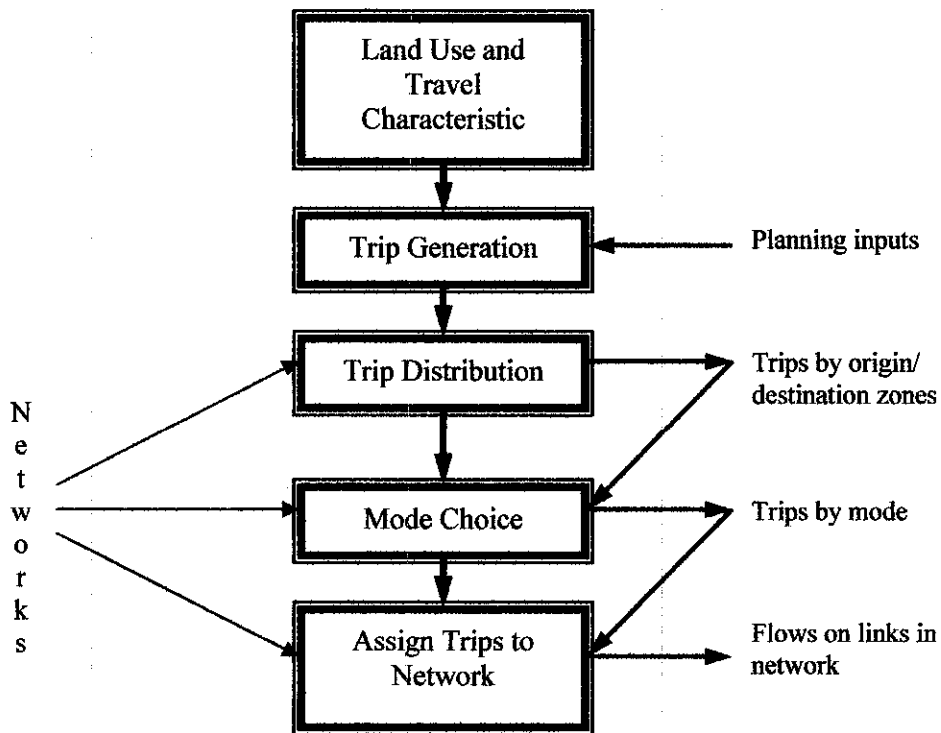 Land Use and
Travel
Characteristic
Trip Generation
Planning inputs
Trip Distribution
Trips by origin/
destination zones
Networks
Mode Choice
Trips by mode
Assign Trips to
Network
Flows on links in
network